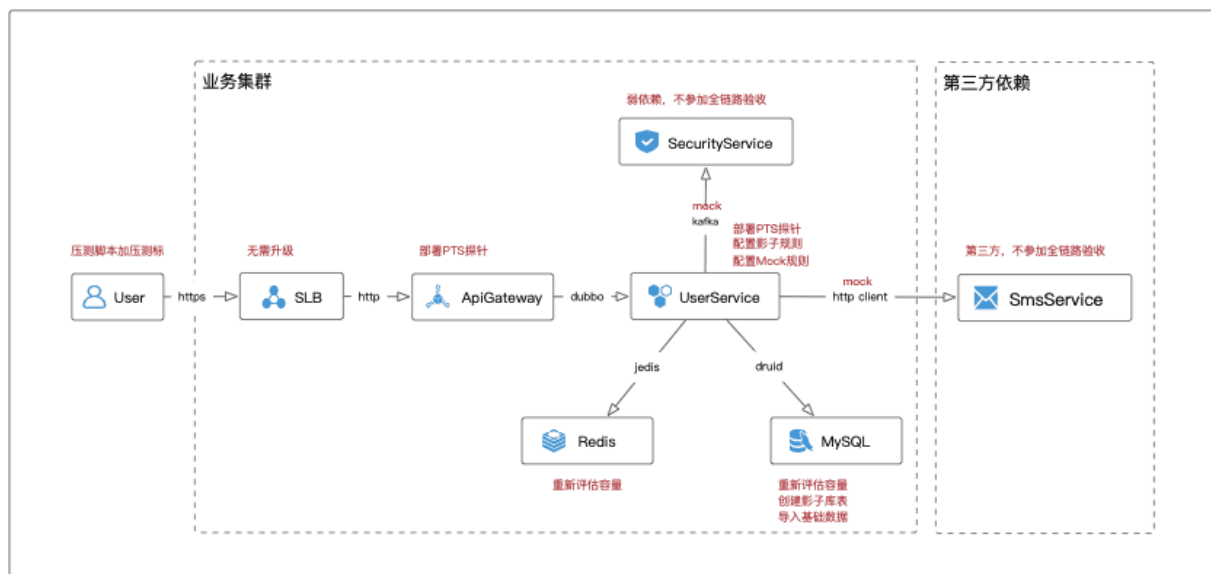 业务集群
第三方依赖
弱依赖，不参加全链路验收
SecurityService
mock
kafka
部署PTS探针
配置影子规则
配置Mock规则
压测脚本加压测标
无需升级
部署PTS探针
第三方，不参加全链路验收
User
https
SLB
http
ApiGateway
dubbo
UserService
mock
http client
SmsService
jedis
druid
Redis
MySQL
重新评估容量
重新评估容量
创建影子库表
导入基础数据